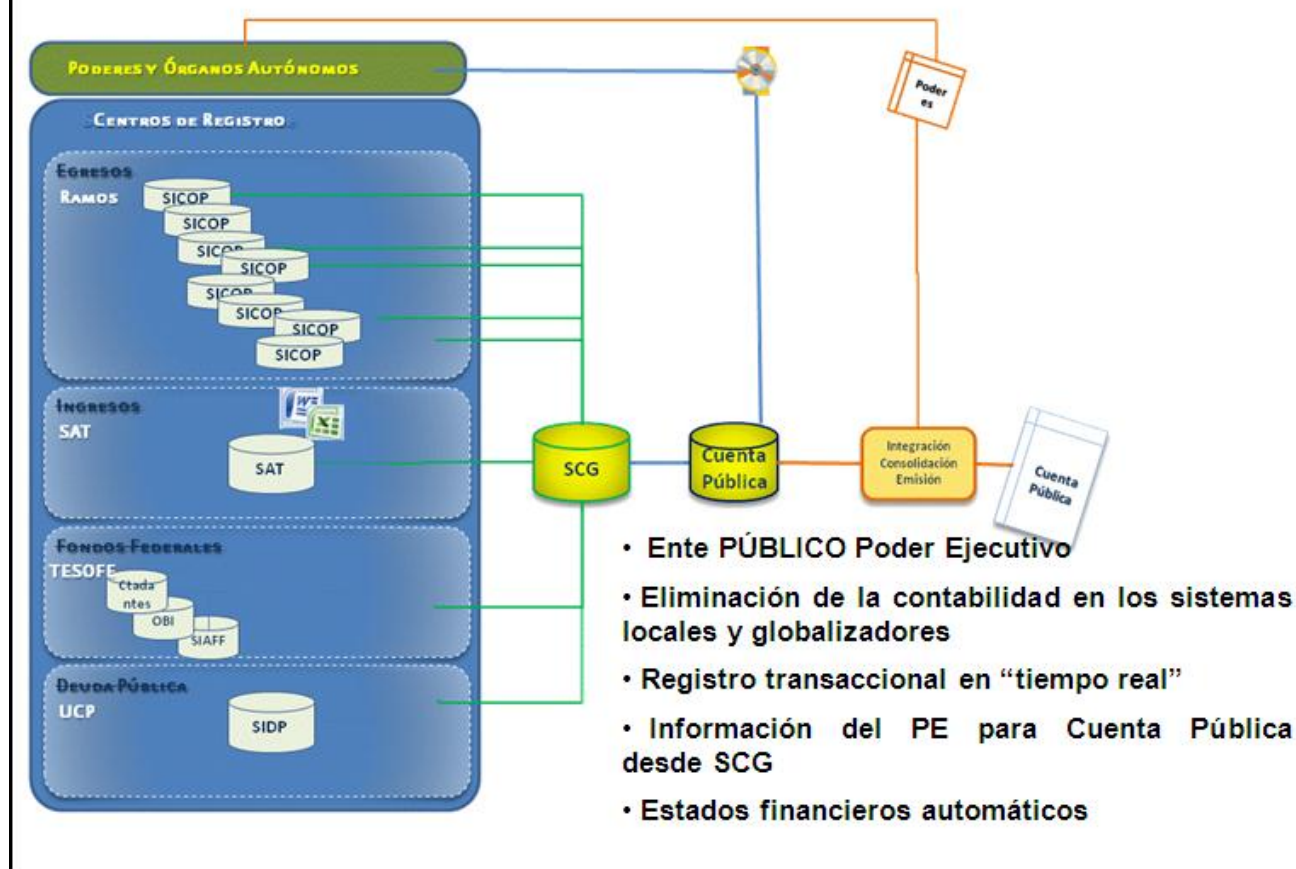 PODERES Y ÓRGANOS AUTÓNOMOS
Poder
es
CENTROS DE REGISTRO
EGRESOS
RAMOS
SICOP
SICOP
SICOP
SICOP
SICOP
SICOP
SICOP
SICOP
INGRESOS
SAT
SAT
SCG
Cuenta
Pública
Integración
Consolidación
Emisión
Cuenta
Pública
FONDOS FEDERALES
TESOFE
Ctada
ntes
OBI
SIAFF
DEUDA PÚBLICA
UCP
SIDP
• Ente PÚBLICO Poder Ejecutivo
• Eliminación de la contabilidad en los sistemas
locales y globalizadores
• Registro transaccional en “tiempo real”
• Información del PE para Cuenta Pública
desde SCG
• Estados financieros automáticos